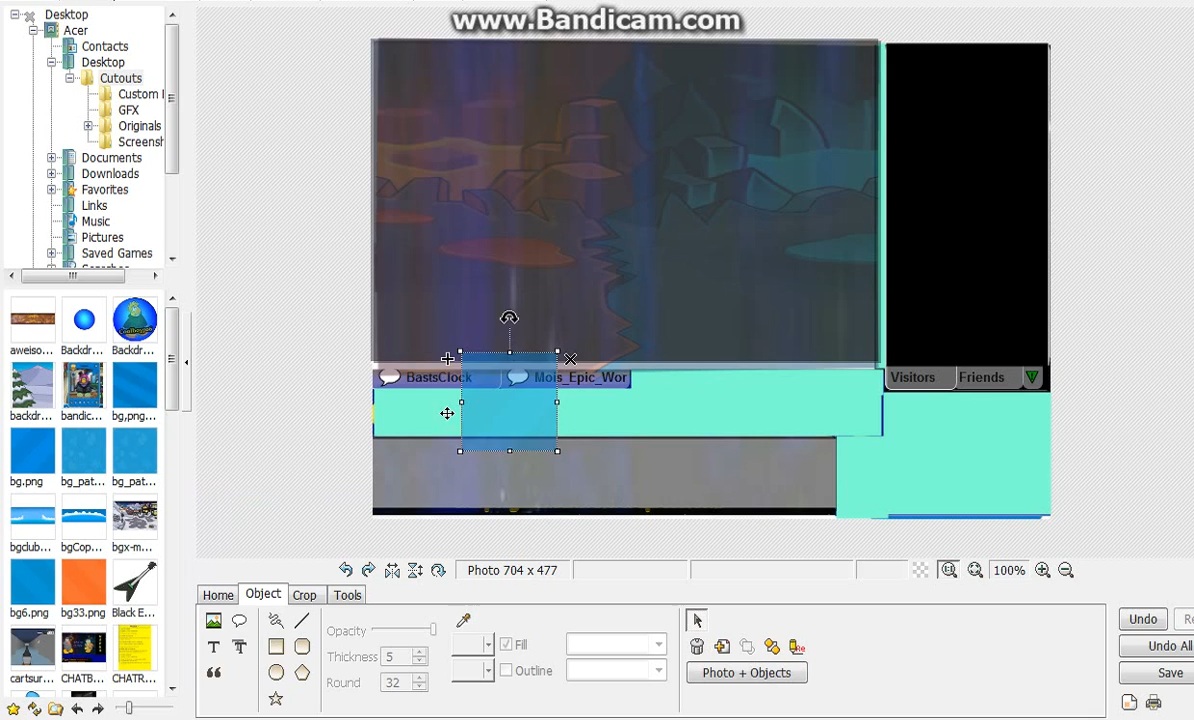 www.Bandicam.com
Desktop
Acer
Contacts
Desktop
Cutouts
Custom
GFX
Originals
Screensh
Documents
Downloads
Favorites
Links
Music
Pictures
Saved Games
aweiso...
Backdr...
Backdr...
backdr...
bandic...
bg,png...
bg.png
bg_pat...
bg_pat...
bgclub...
bgCop...
bgx-m...
bg6.png
bg33.png
Black E...
cartsur...
CHATB...
CHATR...
BastsClock
Mois_Epic_Wor
Visitors
Friends
Photo 704 x 477
100%
Home
Object
Crop
Tools
Opacity
Thickness 5
Round 32
Fill
Outline
Photo + Objects
Undo
Re
Undo All
Save